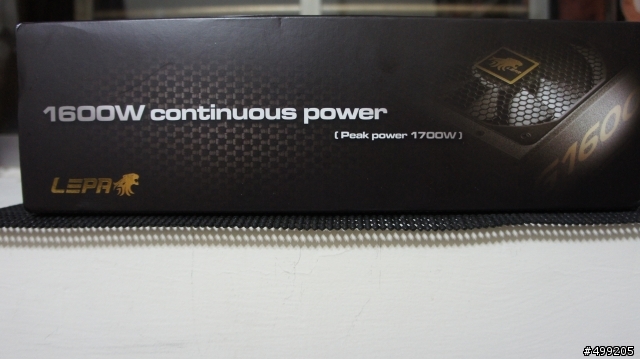 1600W continuous power
( Peak power 1700W )
LEPA
#499205